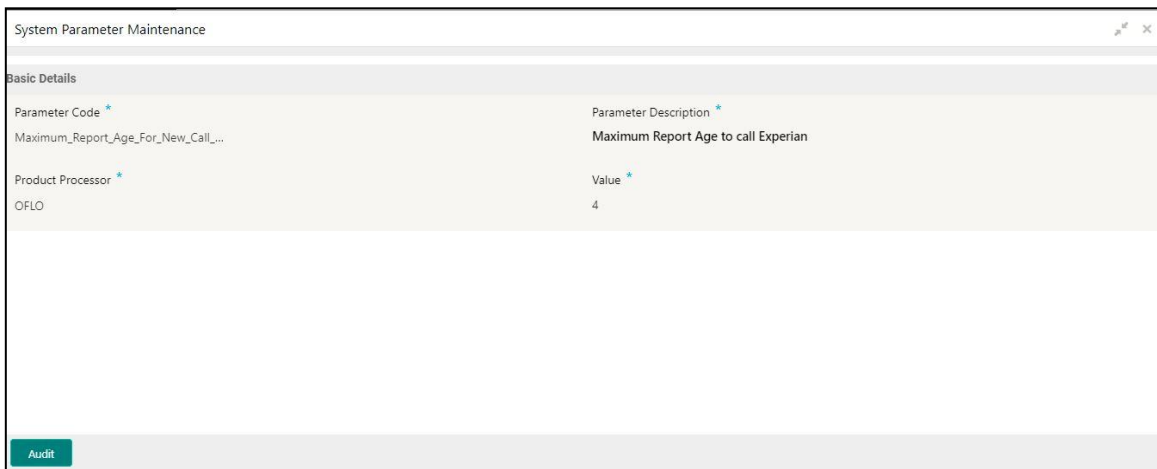 System Parameter Maintenance
Basic Details
Parameter Code *
Maximum_Report_Age_For_New_Call_...
Parameter Description *
Maximum Report Age to call Experian
Product Processor *
OFLO
Value *
4
Audit